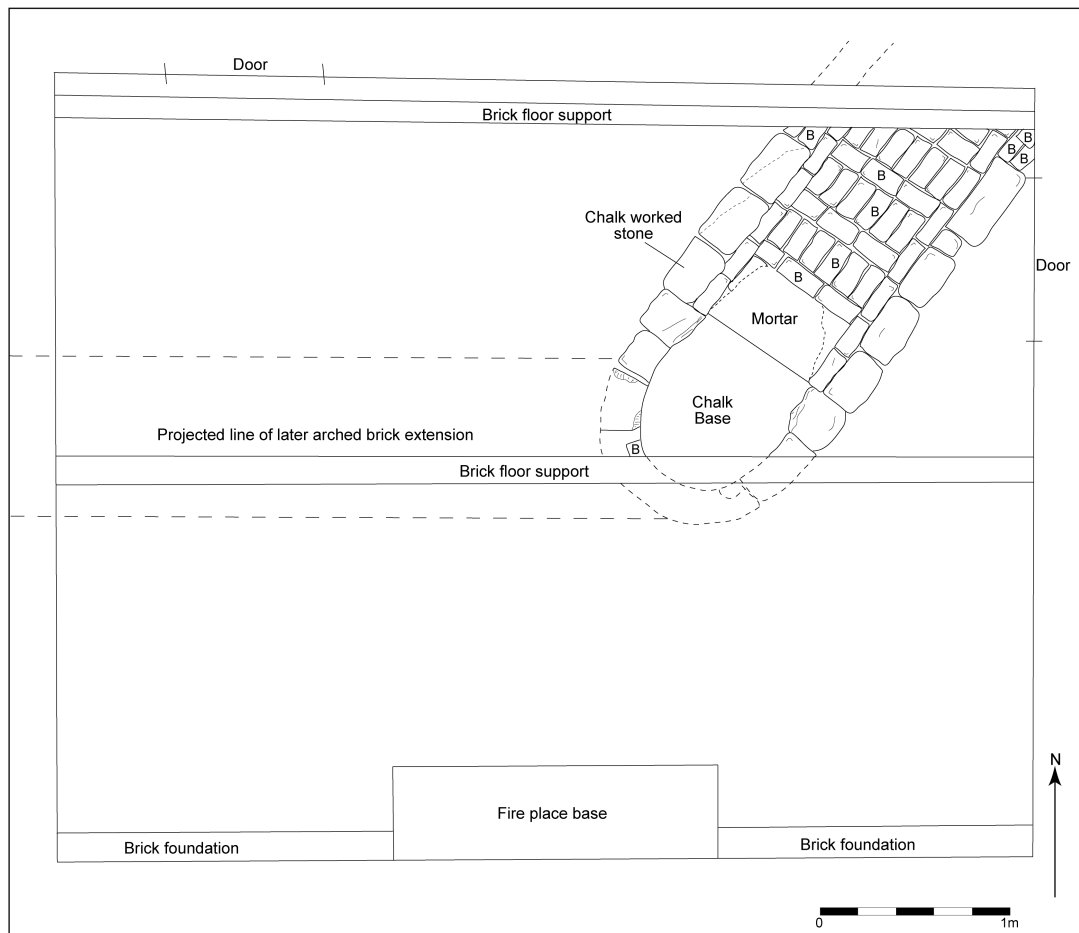 Door
Brick floor support
B
B
B
B
B
Chalk worked
stone
B
B
B
Door
Mortar
Chalk
Base
Projected line of later arched brick extension
B
Brick floor support
N
Fire place base
Brick foundation
Brick foundation
0
1m